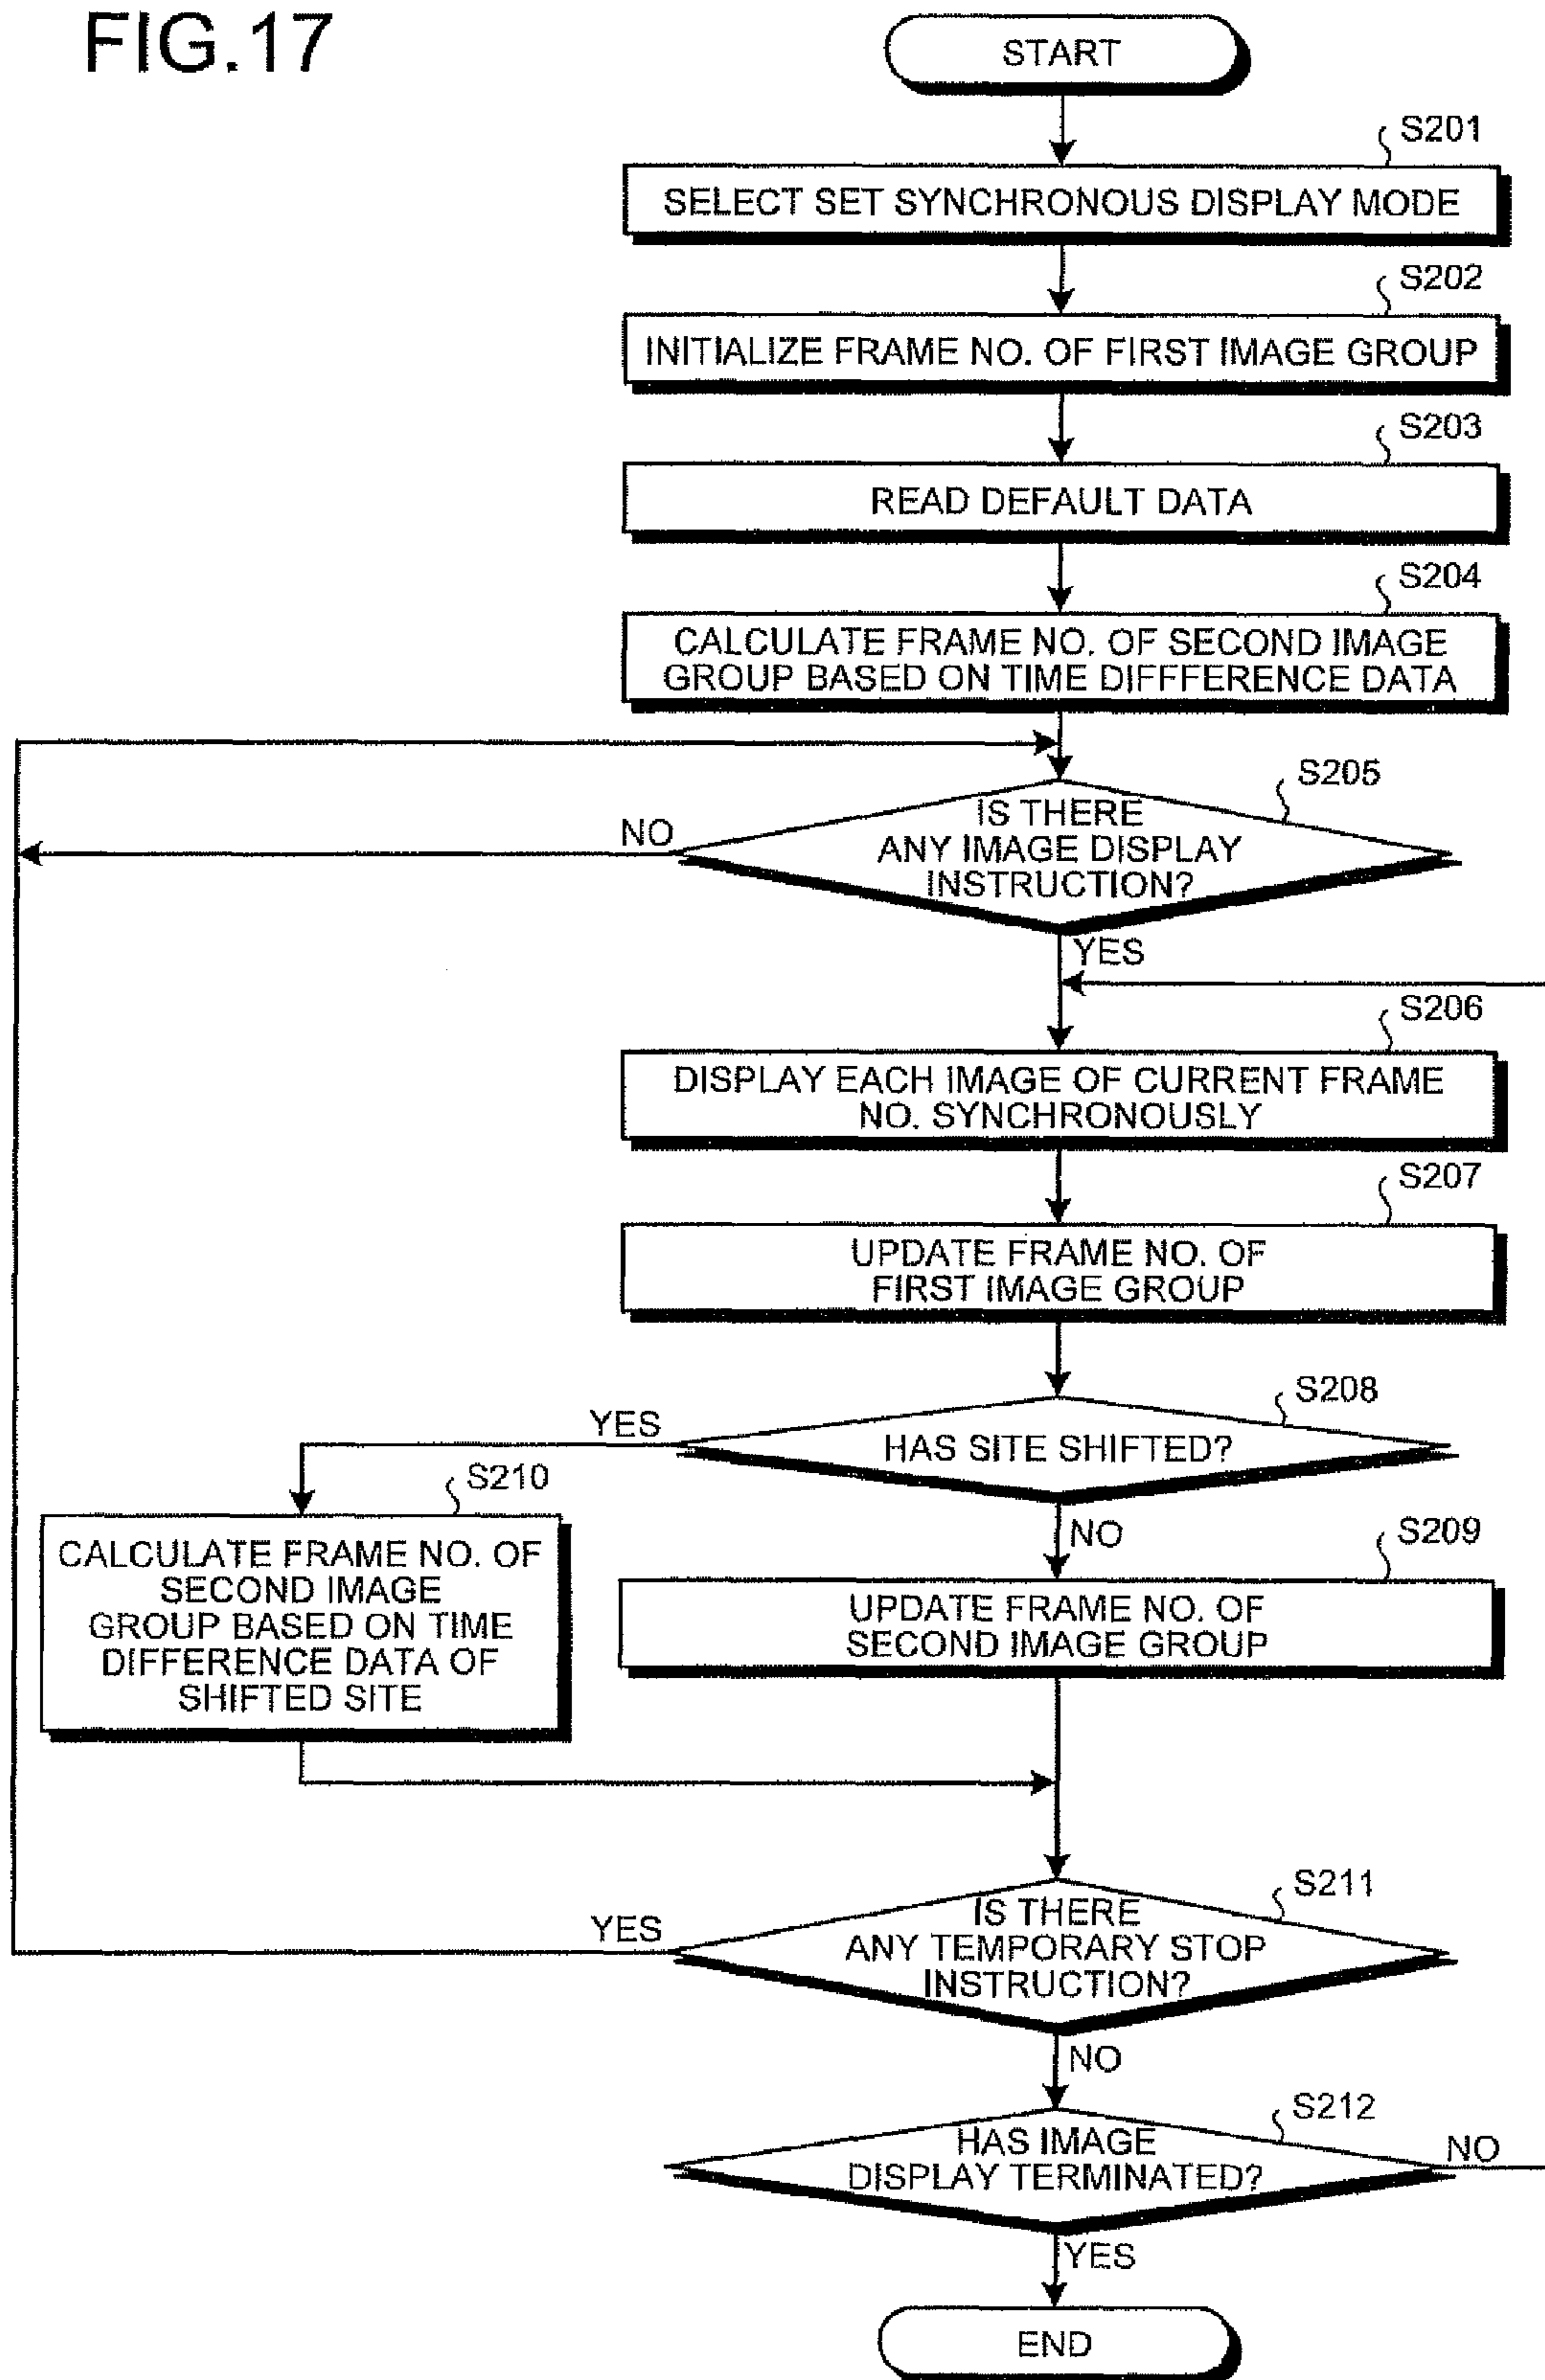 FIG.17
START
S201
SELECT SET SYNCHRONOUS DISPLAY MODE
S202
INITIALIZE FRAME NO. OF FIRST IMAGE GROUP
S203
READ DEFAULT DATA
S204
CALCULATE FRAME NO. OF SECOND IMAGE
GROUP BASED ON TIME DIFFFERENCE DATA
S205
IS THERE
ANY IMAGE DISPLAY
INSTRUCTION?
NO
YES
S206
DISPLAY EACH IMAGE OF CURRENT FRAME
NO. SYNCHRONOUSLY
S207
UPDATE FRAME NO. OF
FIRST IMAGE GROUP
S208
HAS SITE SHIFTED?
YES
NO
S210
CALCULATE FRAME NO. OF
SECOND IMAGE
GROUP BASED ON TIME
DIFFERENCE DATA OF
SHIFTED SITE
S209
UPDATE FRAME NO. OF
SECOND IMAGE GROUP
S211
IS THERE
ANY TEMPORARY STOP
INSTRUCTION?
YES
NO
S212
HAS IMAGE
DISPLAY TERMINATED?
NO
YES
END